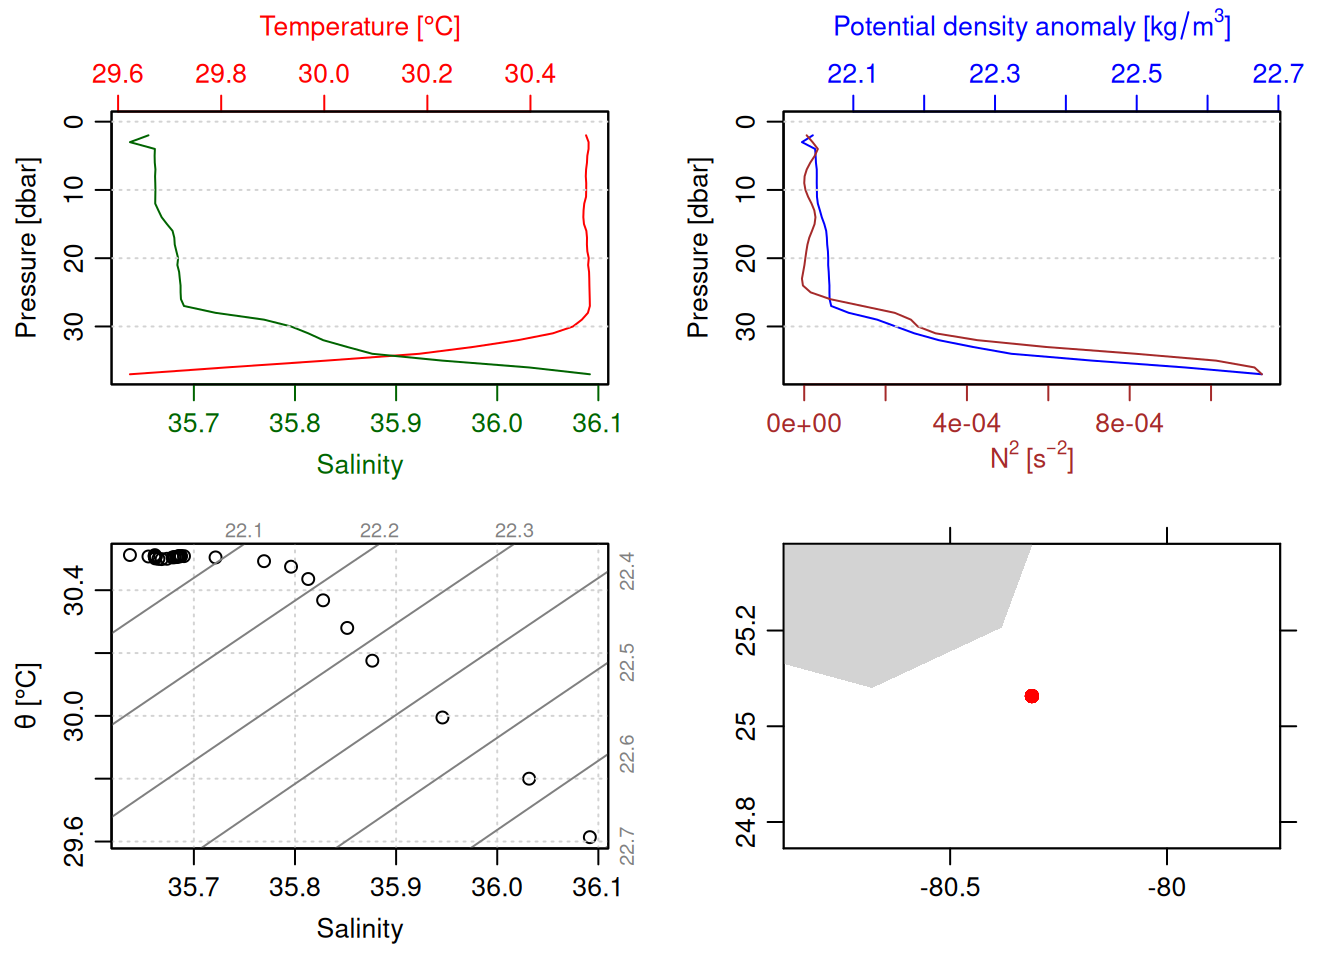 Temperature [°C]
29.6 29.8 30.0 30.2 30.4
Pressure [dbar]
0
10
20
30
35.7 35.8 35.9 36.0 36.1
Salinity
Potential density anomaly [kg/m³]
22.1 22.3 22.5 22.7
Pressure [dbar]
0
10
20
30
0e+00 4e-04 8e-04
N² [s⁻²]
22.1 22.2 22.3
22.4
22.5
22.6
22.7
θ [°C]
30.4
30.0
29.6
35.7 35.8 35.9 36.0 36.1
Salinity
25.2
25
24.8
-80.5 -80